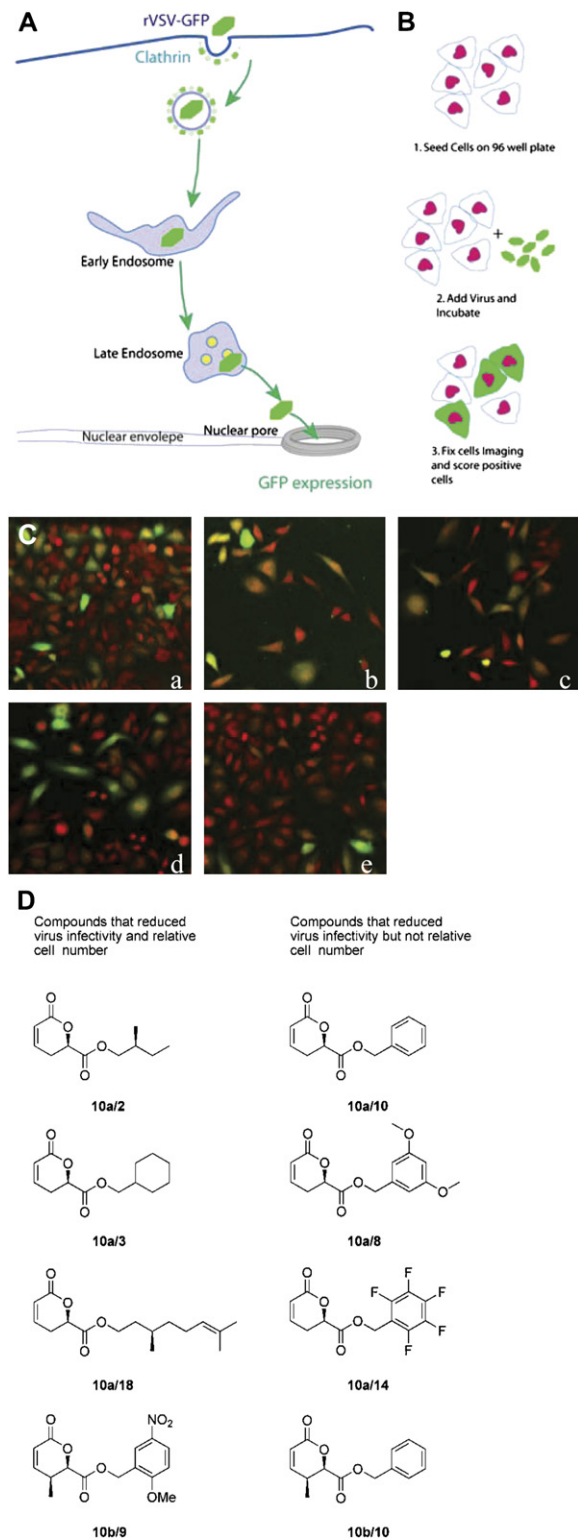 A
rVSV-GFP
Clathrin
Early Endosome
Late Endosome
Nuclear pore
Nuclear envolepe
GFP expression
B
1. Seed Cells on 96 well plate
+
2. Add Virus and
Incubate
3. Fix cells Imaging
and score positive
cells
C
a
b
c
d
e
D
Compounds that reduced
virus infectivity and relative
cell number
Compounds that reduced
virus infectivity but not relative
cell number
O
O
O
O
10a/2
O
O
O
O
10a/10
O
O
O
O
10a/3
O
O
O
O
O
O
10a/8
O
O
O
O
10a/18
O
O
O
O
F
F
F
F
F
10a/14
O
O
O
O
NO2
OMe
10b/9
O
O
O
O
10b/10